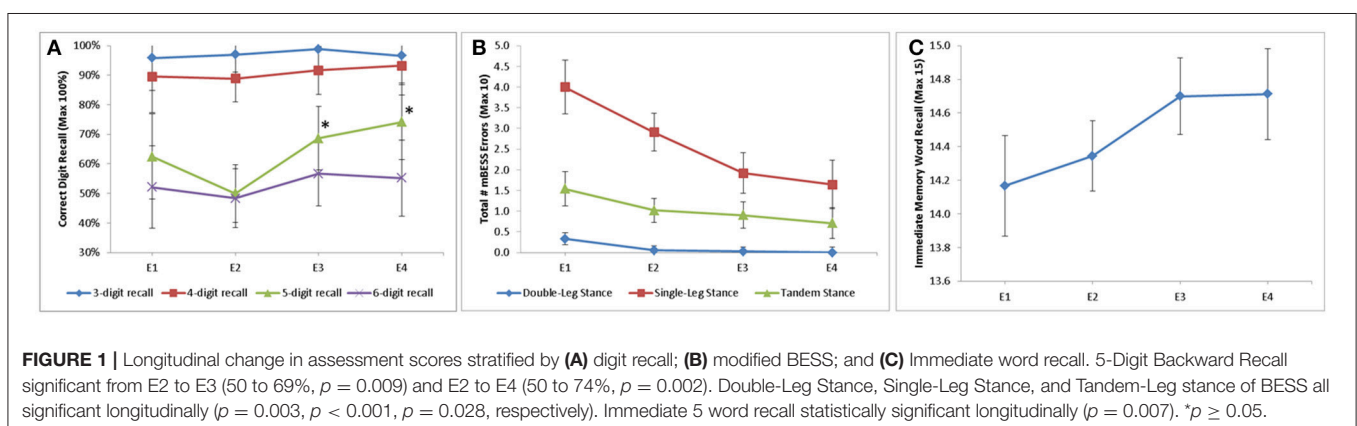 A
Correct Digit Recall (Max 100%)
100%
90%
80%
70%
60%
50%
40%
30%
*
*
E1 E2 E3 E4
3-digit recall 4-digit recall 5-digit recall 6-digit recall
B
Total # mBESS Errors (Max 10)
5.0
4.5
4.0
3.5
3.0
2.5
2.0
1.5
1.0
0.5
0.0
E1 E2 E3 E4
Double-Leg Stance Single-Leg Stance Tandem Stance
C
Immediate Memory Word Recall (Max 15)
15.0
14.8
14.6
14.4
14.2
14.0
13.8
13.6
E1 E2 E3 E4
FIGURE 1 | Longitudinal change in assessment scores stratified by (A) digit recall; (B) modified BESS; and (C) Immediate word recall. 5-Digit Backward Recall
significant from E2 to E3 (50 to 69%, p = 0.009) and E2 to E4 (50 to 74%, p = 0.002). Double-Leg Stance, Single-Leg Stance, and Tandem-Leg stance of BESS all
significant longitudinally (p = 0.003, p < 0.001, p = 0.028, respectively). Immediate 5 word recall statistically significant longitudinally (p = 0.007). *p ≥ 0.05.